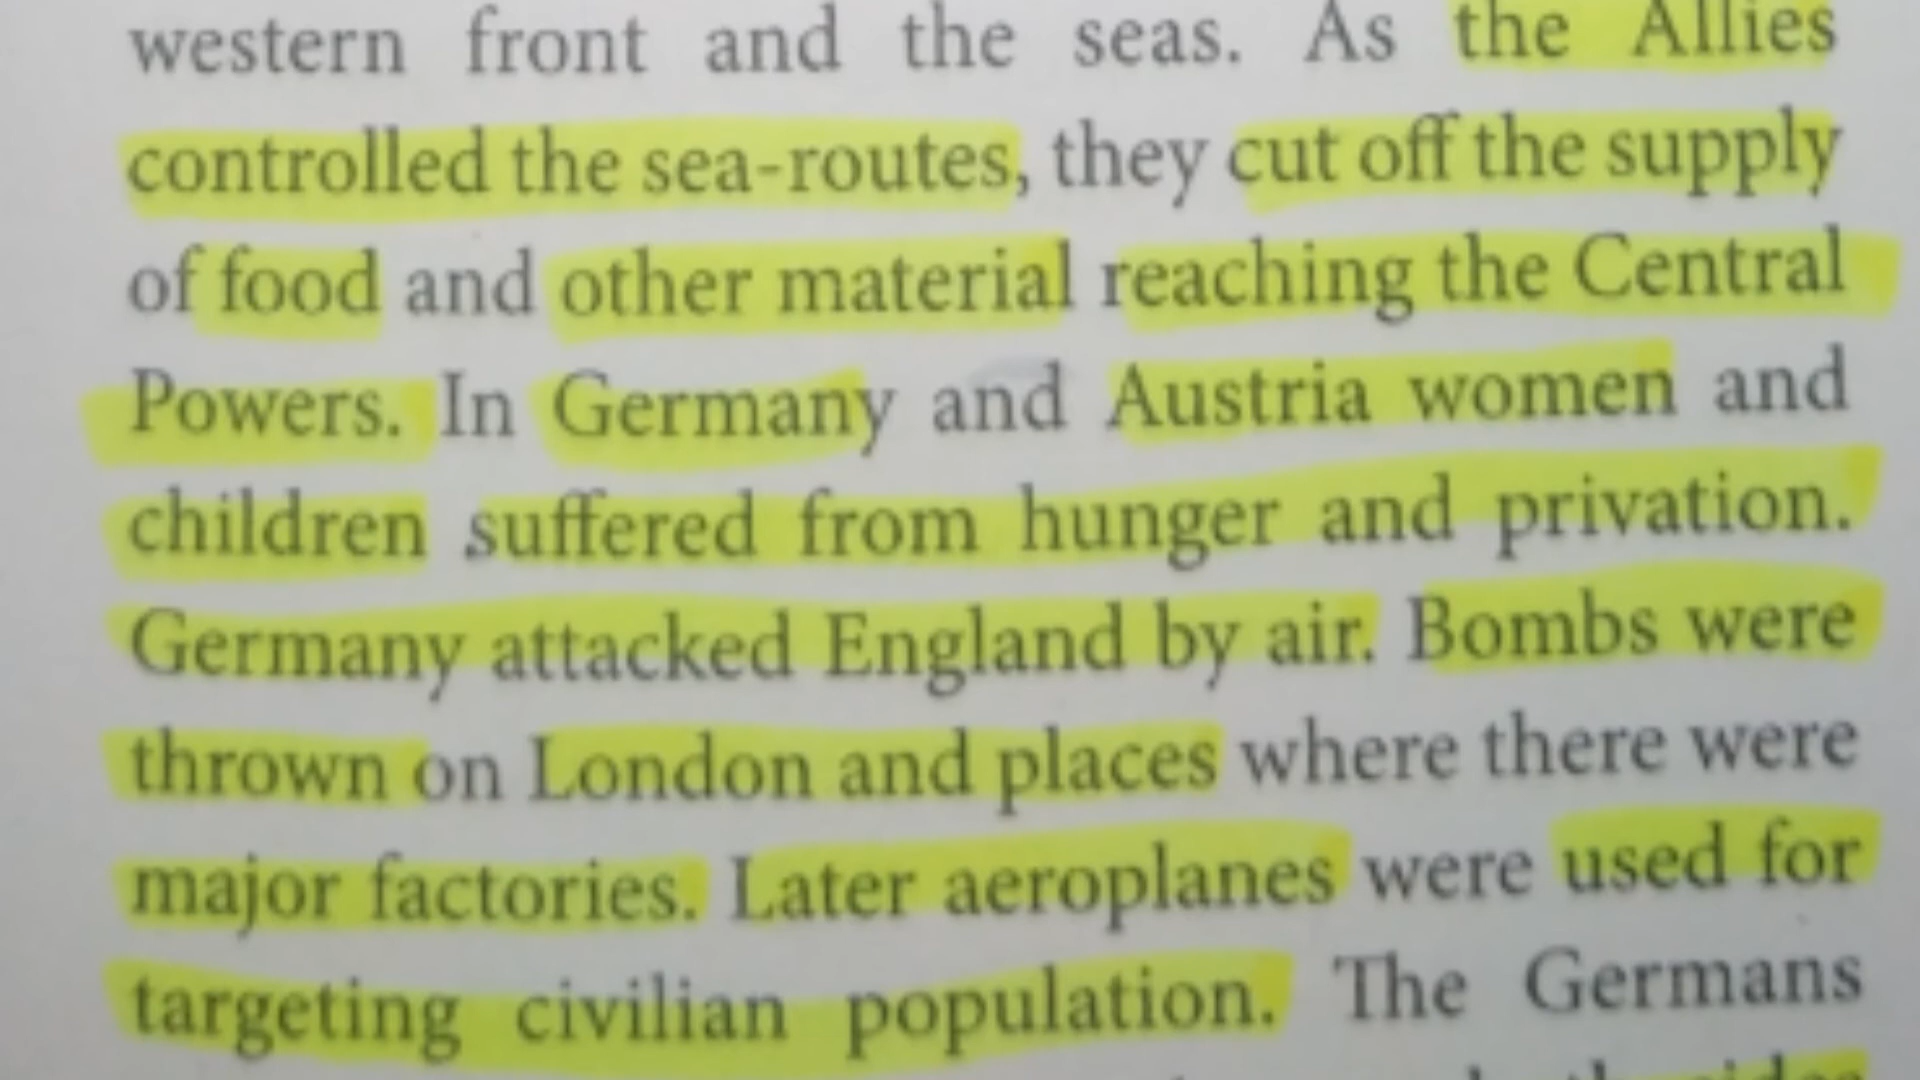 western front and the seas. As the Allies
controlled the sea-routes, they cut off the supply
of food and other material reaching the Central
Powers. In Germany and Austria women and
children suffered from hunger and privation.
Germany attacked England by air. Bombs were
thrown on London and places where there were
major factories. Later aeroplanes were used for
targeting civilian population. The Germans